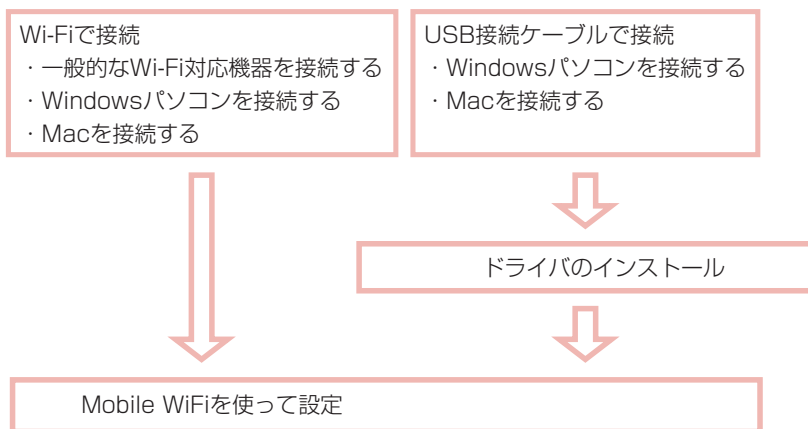 Wi-Fiで接続
・一般的なWi-Fi対応機器を接続する
・Windowsパソコンを接続する
・Macを接続する
USB接続ケーブルで接続
・Windowsパソコンを接続する
・Macを接続する
ドライバのインストール
Mobile WiFiを使って設定